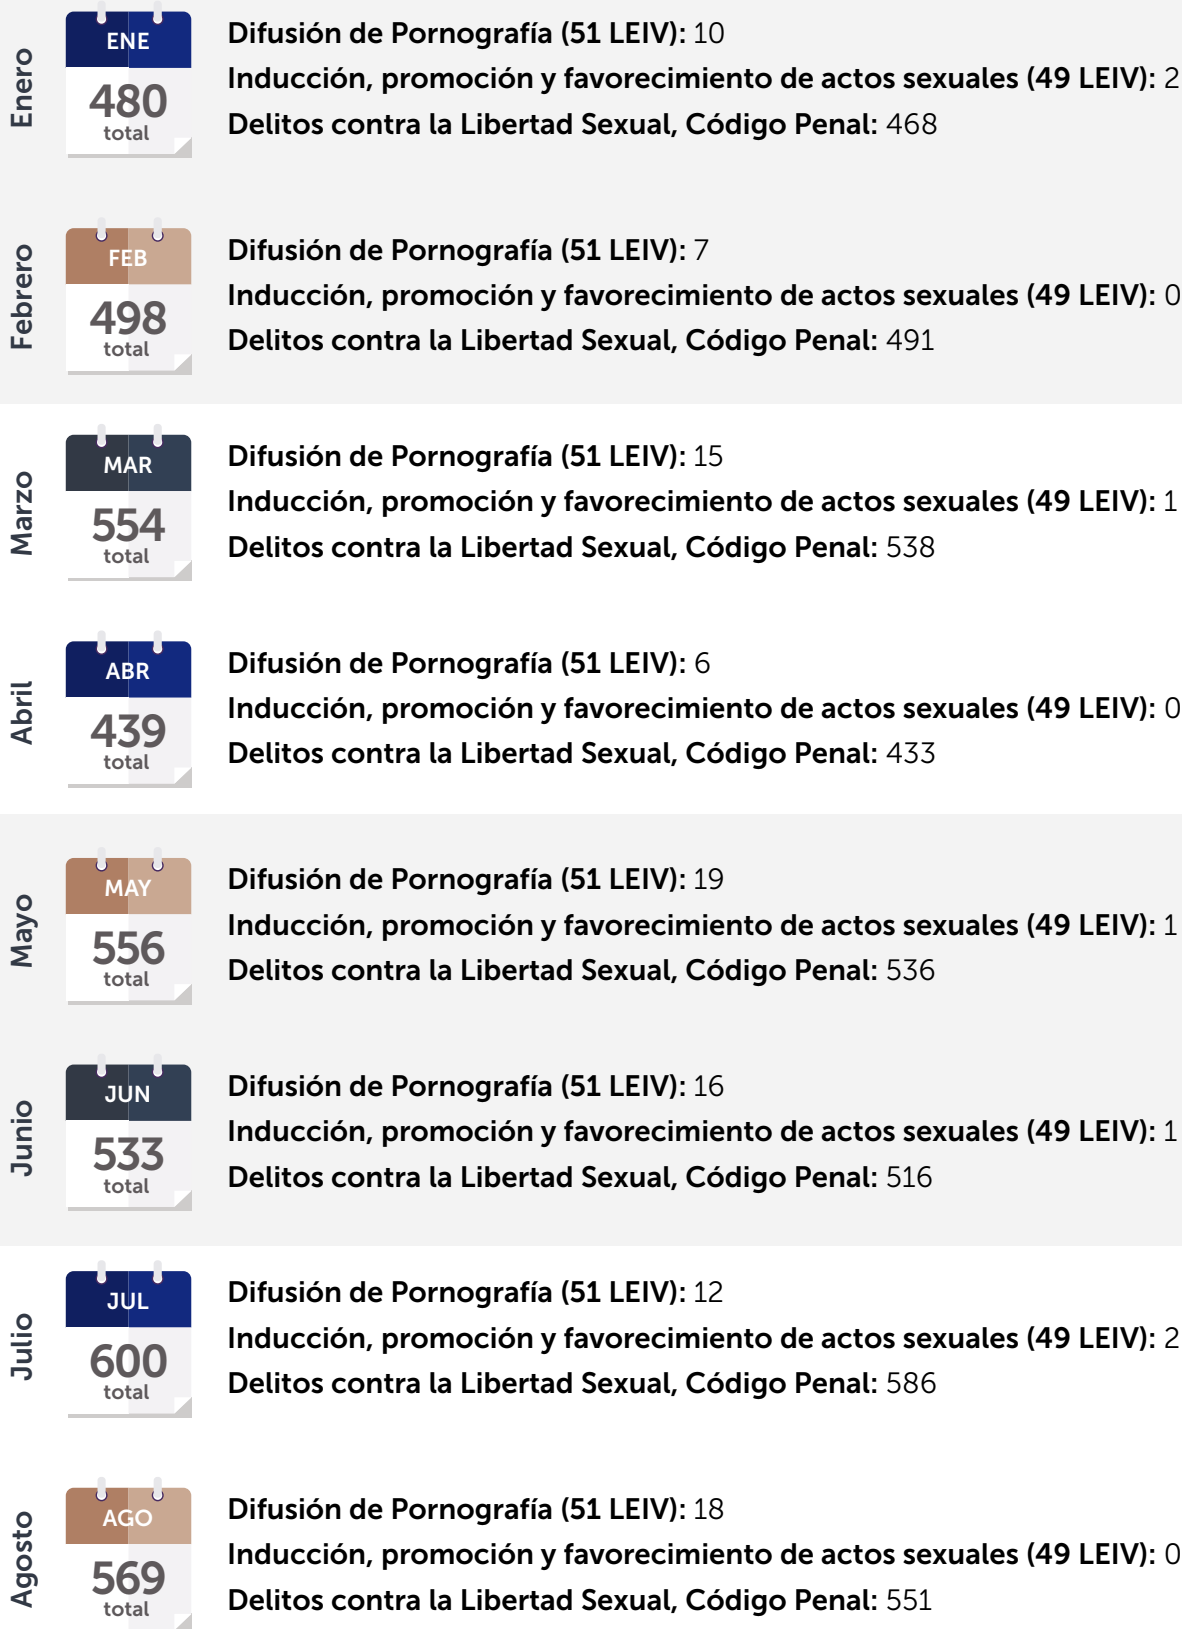 Enero
ENE
480
total
Difusión de Pornografía (51 LEIV): 10
Inducción, promoción y favorecimiento de actos sexuales (49 LEIV): 2
Delitos contra la Libertad Sexual, Código Penal: 468
Febrero
FEB
498
total
Difusión de Pornografía (51 LEIV): 7
Inducción, promoción y favorecimiento de actos sexuales (49 LEIV): 0
Delitos contra la Libertad Sexual, Código Penal: 491
Marzo
MAR
554
total
Difusión de Pornografía (51 LEIV): 15
Inducción, promoción y favorecimiento de actos sexuales (49 LEIV): 1
Delitos contra la Libertad Sexual, Código Penal: 538
Abril
ABR
439
total
Difusión de Pornografía (51 LEIV): 6
Inducción, promoción y favorecimiento de actos sexuales (49 LEIV): 0
Delitos contra la Libertad Sexual, Código Penal: 433
Mayo
MAY
556
total
Difusión de Pornografía (51 LEIV): 19
Inducción, promoción y favorecimiento de actos sexuales (49 LEIV): 1
Delitos contra la Libertad Sexual, Código Penal: 536
Junio
JUN
533
total
Difusión de Pornografía (51 LEIV): 16
Inducción, promoción y favorecimiento de actos sexuales (49 LEIV): 1
Delitos contra la Libertad Sexual, Código Penal: 516
Julio
JUL
600
total
Difusión de Pornografía (51 LEIV): 12
Inducción, promoción y favorecimiento de actos sexuales (49 LEIV): 2
Delitos contra la Libertad Sexual, Código Penal: 586
Agosto
AGO
569
total
Difusión de Pornografía (51 LEIV): 18
Inducción, promoción y favorecimiento de actos sexuales (49 LEIV): 0
Delitos contra la Libertad Sexual, Código Penal: 551